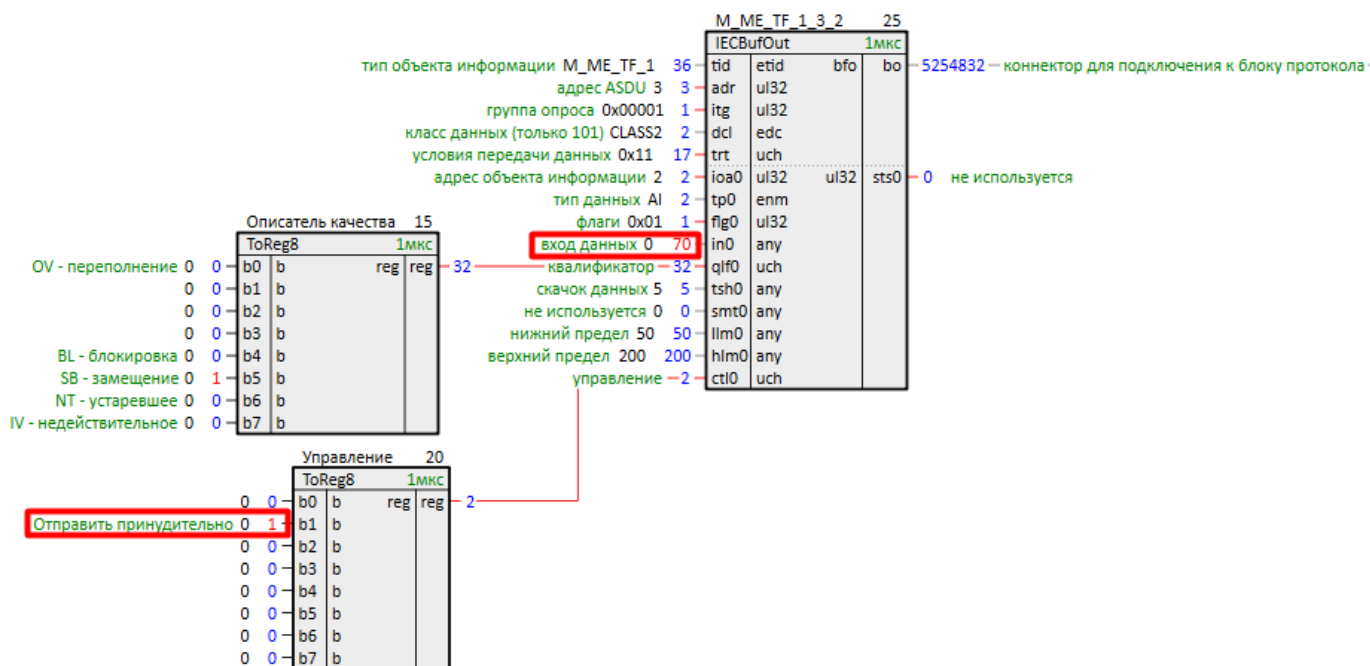 M_ME_TF_1_3_2 25
IECBufOut 1мкс
тип объекта информации M_ME_TF_1 36 tid etid bfo bo 5254832 коннектор для подключения к блоку протокола
адрес ASDU 3 3 adr ul32
группа опроса 0x00001 1 itg ul32
класс данных (только 101) CLASS2 2 dcl edc
условия передачи данных 0x11 17 trt uch
адрес объекта информации 2 2 ioa0 ul32 ul32 sts0 0 не используется
тип данных AI 2 tp0 enm
флаги 0x01 1 flg0 ul32
вход данных 0 70 in0 any
квалификатор 32 qlf0 uch
скачок данных 5 5 tsh0 any
не используется 0 0 smt0 any
нижний предел 50 50 llm0 any
верхний предел 200 200 hlm0 any
управление 2 ctl0 uch
Описатель качества 15
ToReg8 1мкс
OV - переполнение 0 0 b0 b reg reg 32
0 0 b1 b
0 0 b2 b
0 0 b3 b
BL - блокировка 0 0 b4 b
SB - замещение 0 1 b5 b
NT - устаревшее 0 0 b6 b
IV - недействительное 0 0 b7 b
Управление 20
ToReg8 1мкс
0 0 b0 b reg reg 2
Отправить принудительно 0 1 b1 b
0 0 b2 b
0 0 b3 b
0 0 b4 b
0 0 b5 b
0 0 b6 b
0 0 b7 b